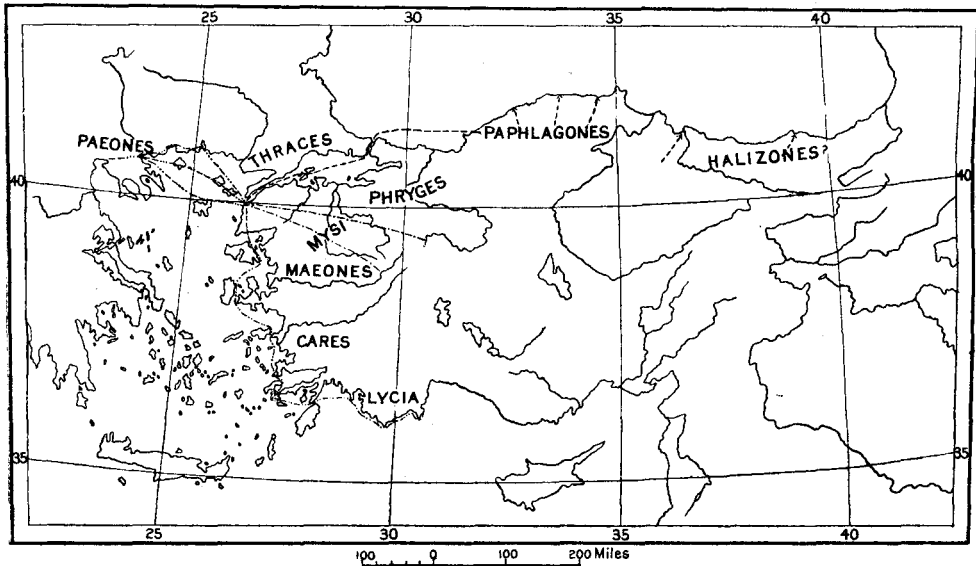 25 30 35 40
PAEONES
THRACES
PAPHLAGONES
HALIZONES?
40 40
PHRYGES
MYSI
MAEONES
CARES
LYCIA
35 35
25 30 35 40
100 0 100 200 Miles